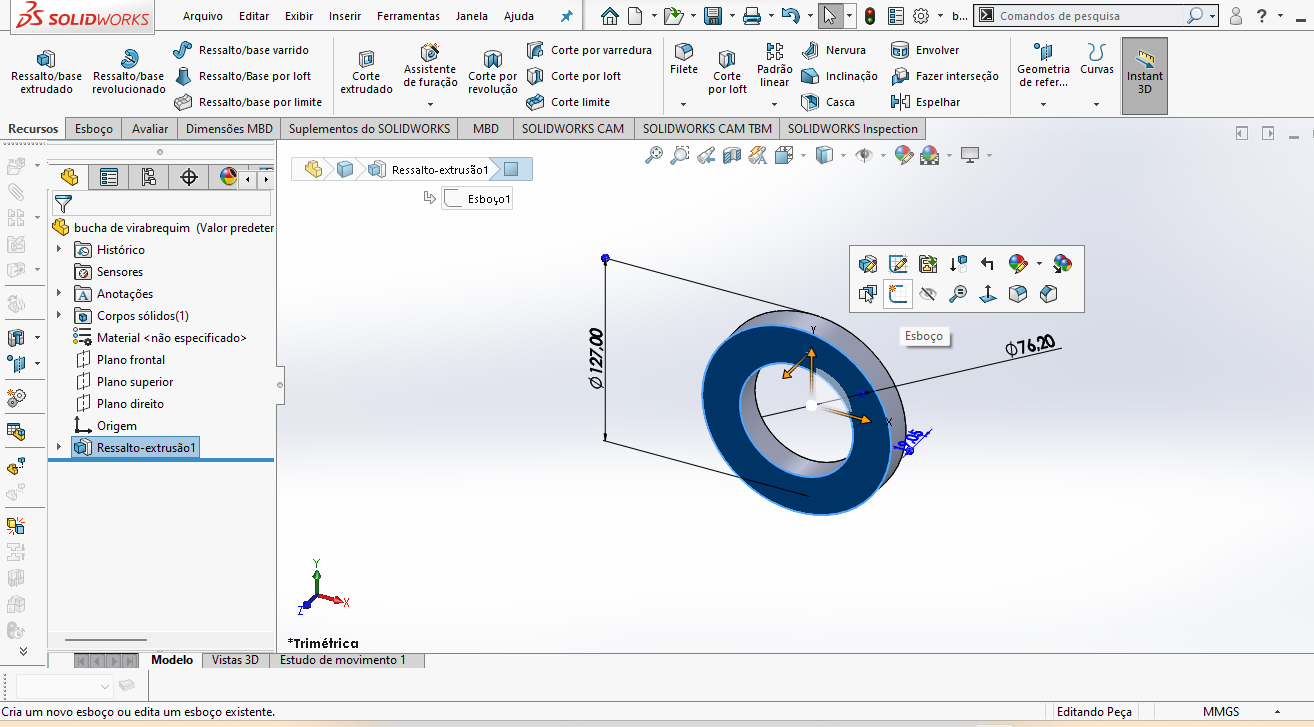 SOLIDWORKS
Arquivo Editar Exibir Inserir Ferramentas Janela Ajuda
b...
Comandos de pesquisa
?
Ressalto/base extrudado
Ressalto/base revolucionado
Ressalto/base varrido
Ressalto/Base por loft
Ressalto/base por limite
Corte extrudado
Assistente de furação
Corte por revolução
Corte por varredura
Corte por loft
Corte limite
Filete
Corte por loft
Padrão linear
Nervura
Inclinação
Casca
Envolver
Fazer interseção
Espelhar
Geometria de refer...
Curvas
Instant 3D
Recursos Esboço Avaliar Dimensões MBD Suplementos do SOLIDWORKS MBD SOLIDWORKS CAM SOLIDWORKS CAM TBM SOLIDWORKS Inspection
Ressalto-extrusão1
Esboço1
bucha de virabrequim (Valor predeter
Histórico
Sensores
Anotações
Corpos sólidos(1)
Material <não especificado>
Plano frontal
Plano superior
Plano direito
Origem
Ressalto-extrusão1
Esboço
Ø127.00
Ø76,20
19,05
Y
X
Y
X
Z
*Trimétrica
Modelo Vistas 3D Estudo de movimento 1
Cria um novo esboço ou edita um esboço existente.
Editando Peça
MMGS